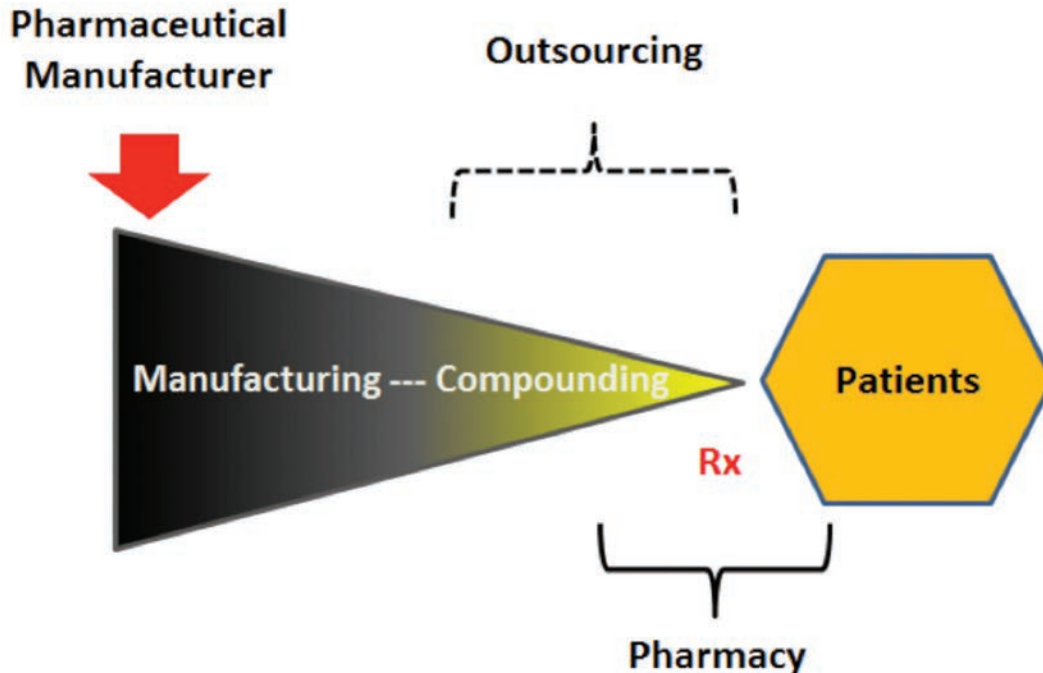 Pharmaceutical
Manufacturer
Outsourcing
Manufacturing --- Compounding
Patients
Rx
Pharmacy